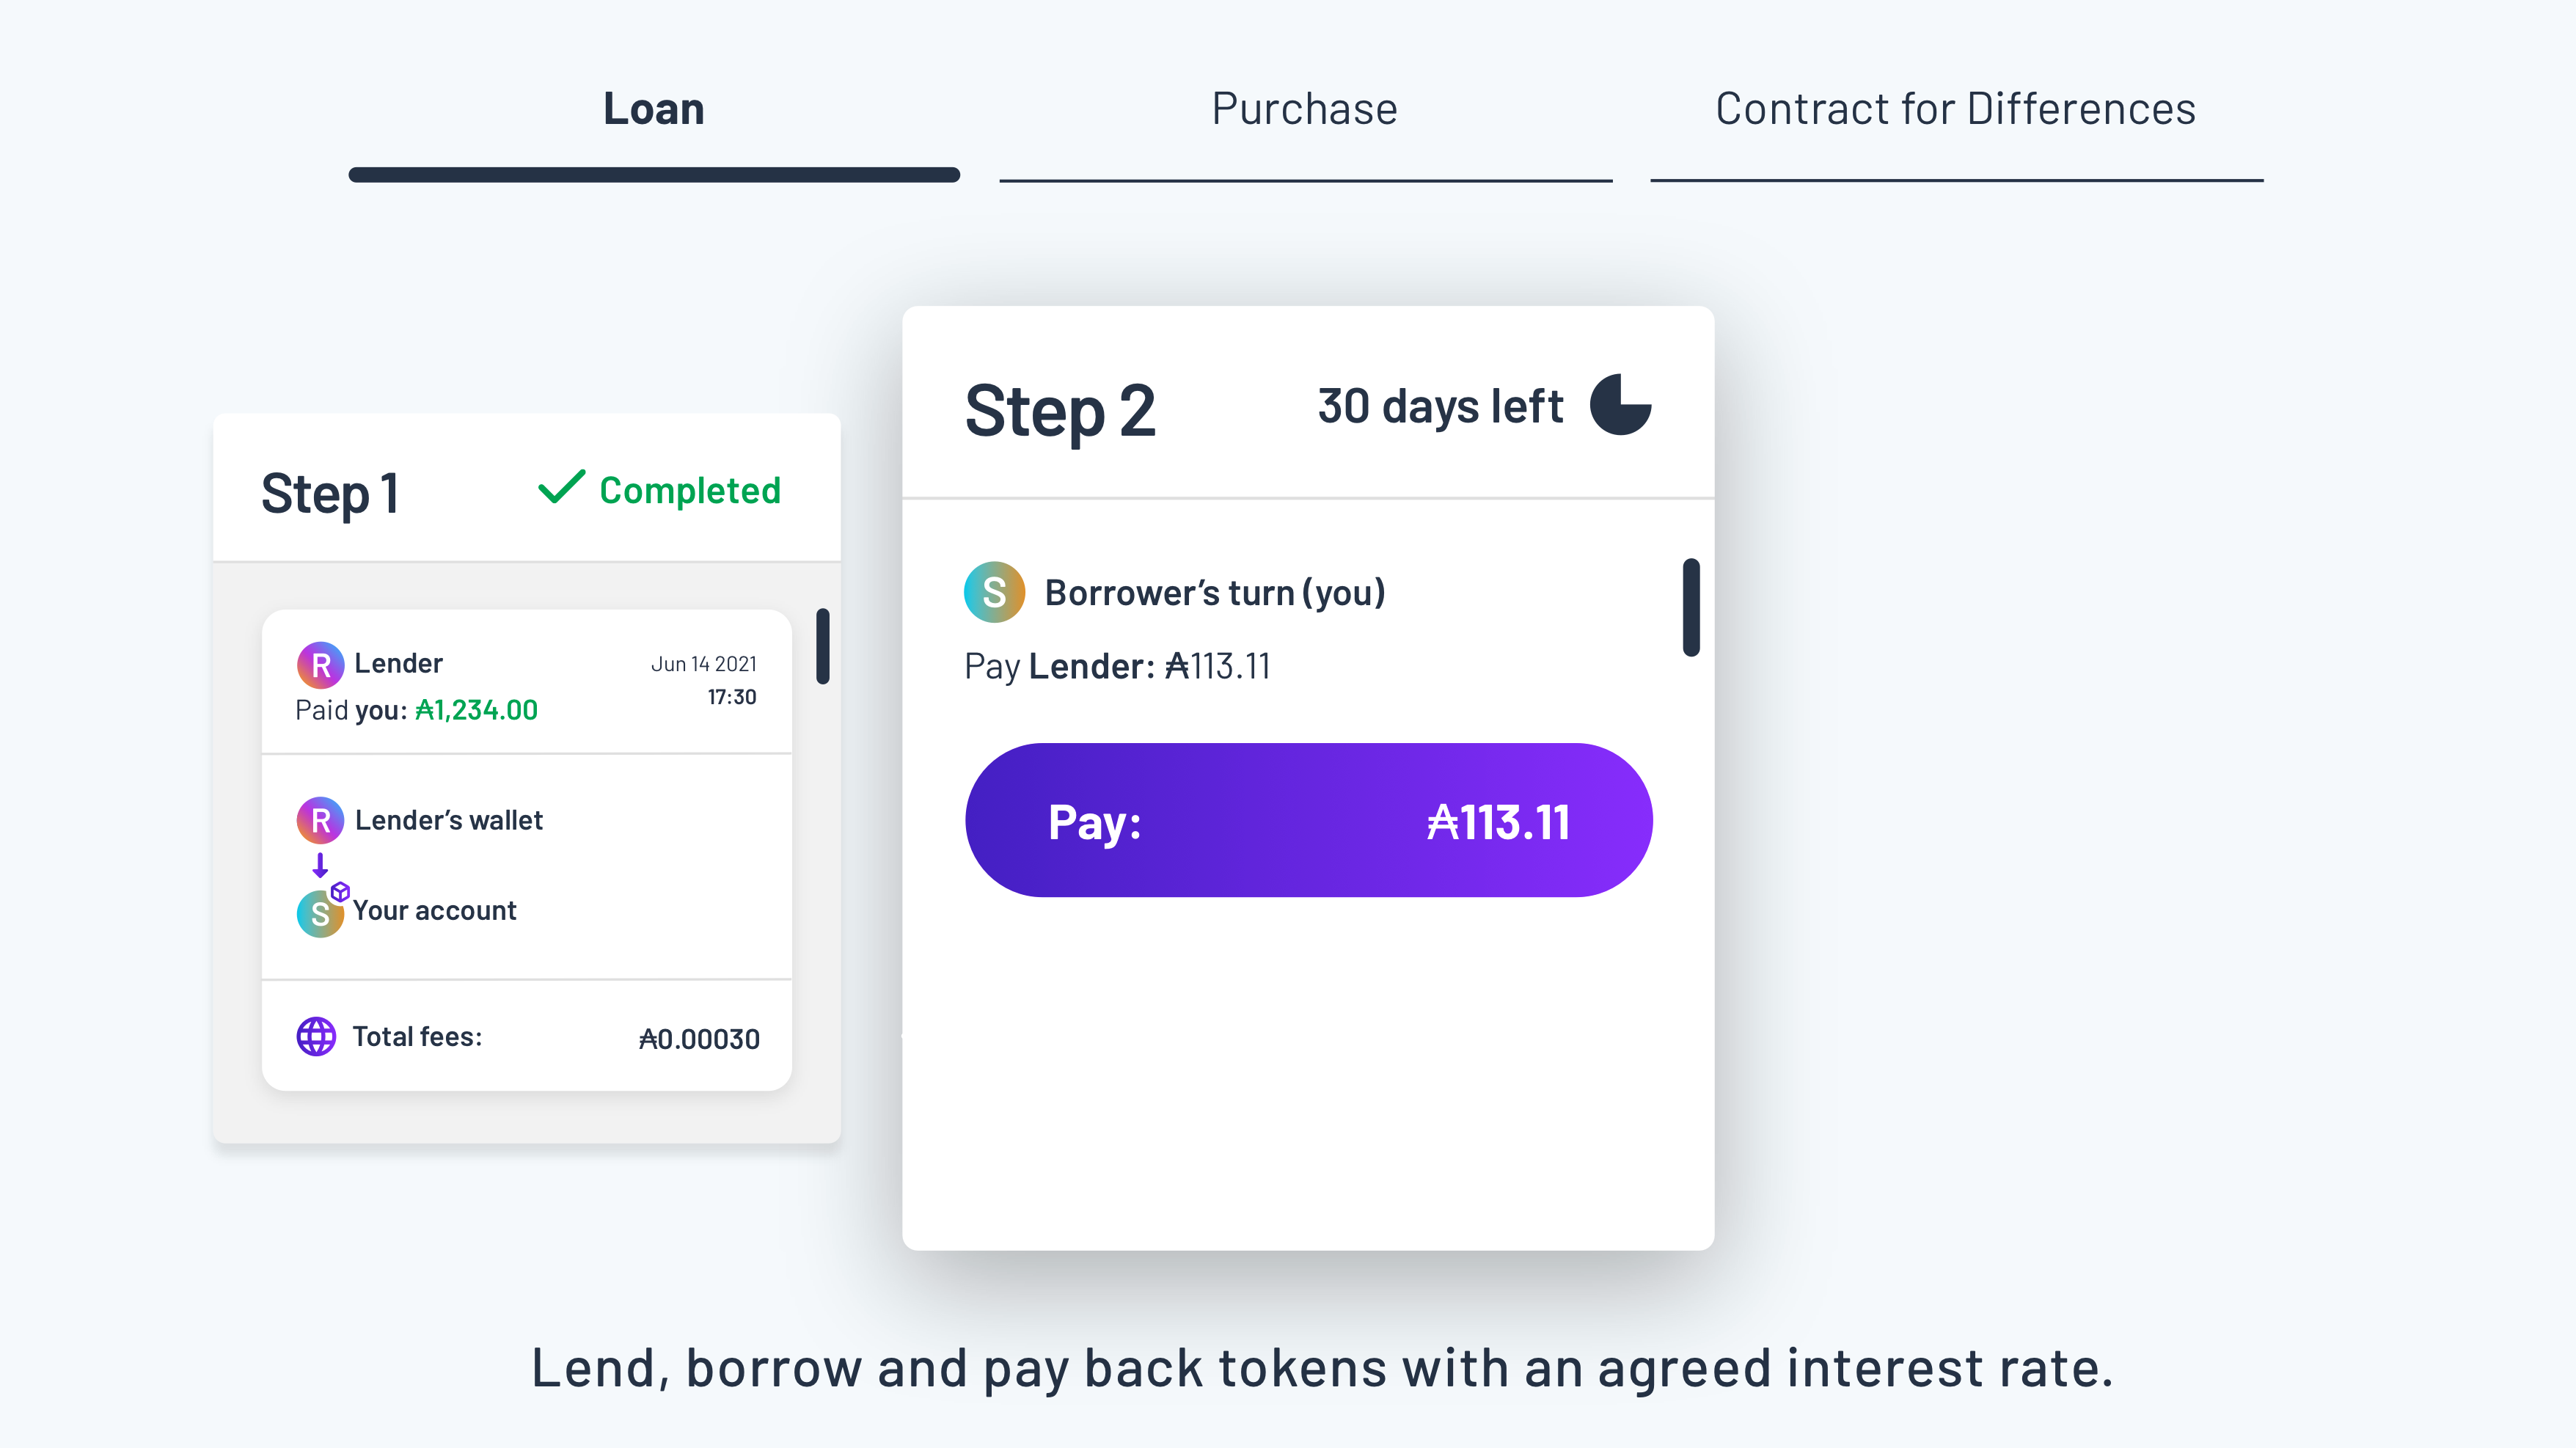 Loan
Purchase
Contract for Differences
Step 1
Completed
R Lender
Jun 14 2021
17:30
Paid you: ₳1,234.00
R Lender’s wallet
S Your account
Total fees:
₳0.00030
Step 2
30 days left
S Borrower’s turn (you)
Pay Lender: ₳113.11
Pay:
₳113.11
Lend, borrow and pay back tokens with an agreed interest rate.